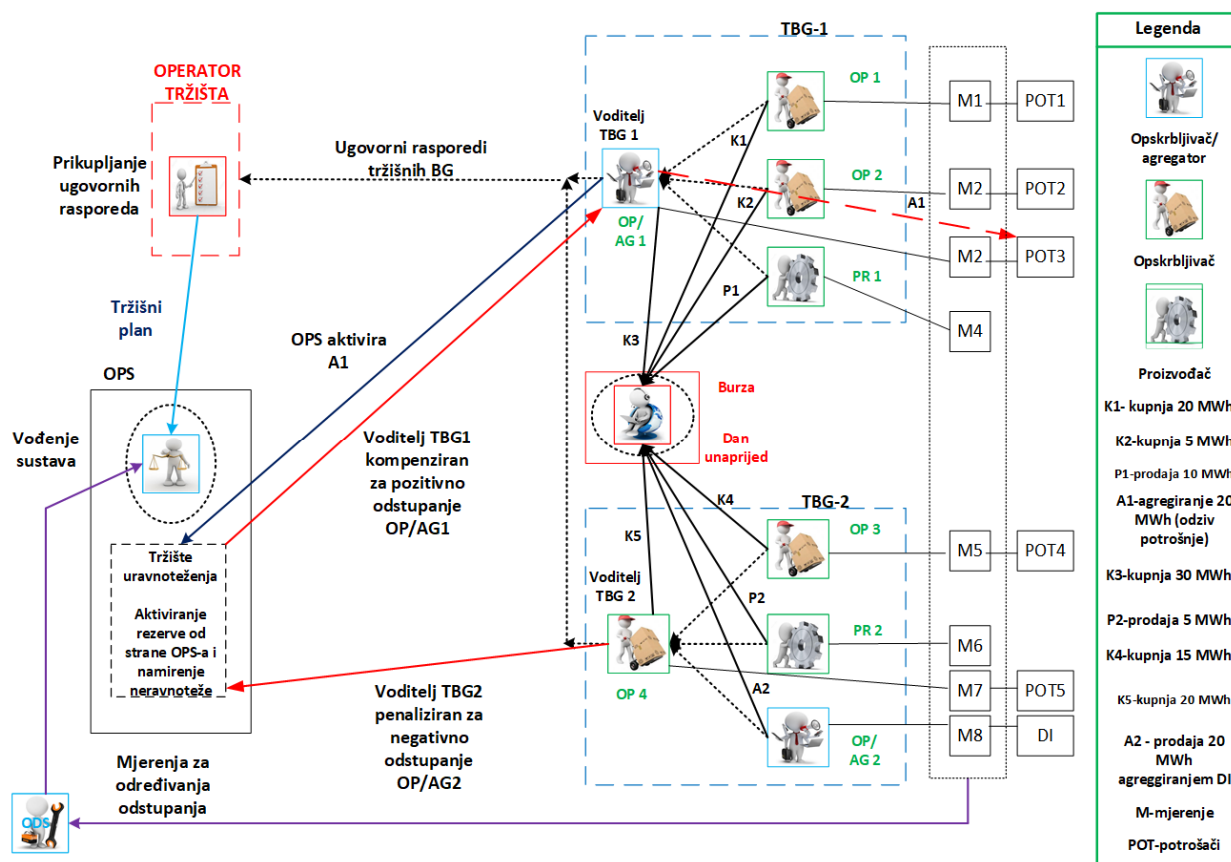 TBG-1
Legenda
OPERATOR
TRŽIŠTA
Prikupljanje
ugovornih
rasporeda
Ugovorni rasporedi
tržišnih BG
Voditelj
TBG 1
OP/
AG 1
OP 1
OP 2
PR 1
K1
K2
P1
K3
A1
M1
POT1
M2
POT2
M2
POT3
M4
Opskrbljivač/
agregator
Opskrbljivač
Proizvođač
Tržišni
plan
OPS aktivira
A1
OPS
Vođenje
sustava
Voditelj TBG1
kompenziran
za pozitivno
odstupanje
OP/AG1
Burza
Dan
unaprijed
Tržište
uravnoteženja
Aktiviranje
rezerve od
strane OPS-a i
namirenje
neravnoteže
TBG-2
K4
K5
P2
A2
OP 3
PR 2
OP/
AG 2
Voditelj
TBG 2
OP 4
M5
POT4
M6
M7
POT5
M8
DI
Voditelj TBG2
penaliziran za
negativno
odstupanje
OP/AG2
Mjerenja za
određivanja
odstupanja
ODS
K1- kupnja 20 MWh
K2-kupnja 5 MWh
P1-prodaja 10 MWh
A1-agregiranje 20
MWh (odziv
potrošnje)
K3-kupnja 30 MWh
P2-prodaja 5 MWh
K4-kupnja 15 MWh
K5-kupnja 20 MWh
A2 - prodaja 20
MWh
agreggiranjem DI
M-mjerenje
POT-potrošači